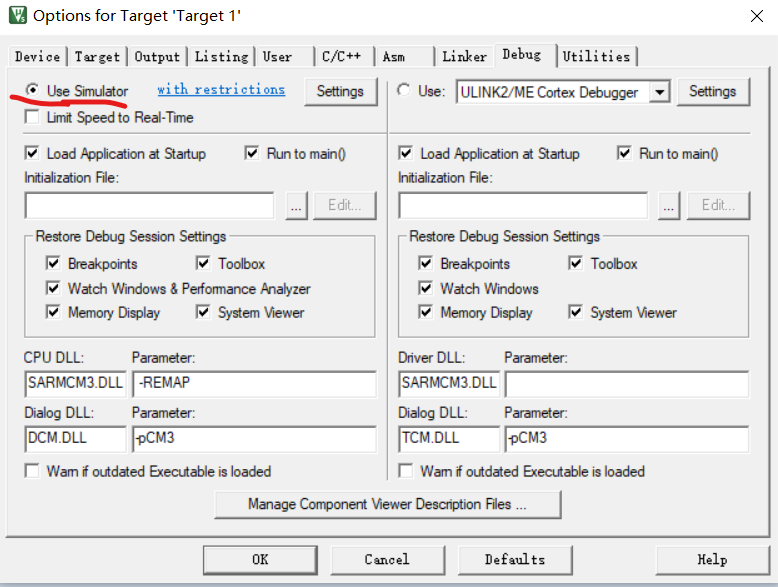 Options for Target 'Target 1'
Device Target Output Listing User C/C++ Asm Linker Debug Utilities
Use Simulator with restrictions Settings
Limit Speed to Real-Time
Use: ULINK2/ME Cortex Debugger Settings
Load Application at Startup Run to main()
Initialization File:
... Edit...
Restore Debug Session Settings
Breakpoints Toolbox
Watch Windows & Performance Analyzer
Memory Display System Viewer
CPU DLL: Parameter:
SARMCM3.DLL -REMAP
Dialog DLL: Parameter:
DCM.DLL -pCM3
Warn if outdated Executable is loaded
Load Application at Startup Run to main()
Initialization File:
... Edit...
Restore Debug Session Settings
Breakpoints Toolbox
Watch Windows
Memory Display System Viewer
Driver DLL: Parameter:
SARMCM3.DLL
Dialog DLL: Parameter:
TCM.DLL -pCM3
Warn if outdated Executable is loaded
Manage Component Viewer Description Files ...
OK Cancel Defaults Help